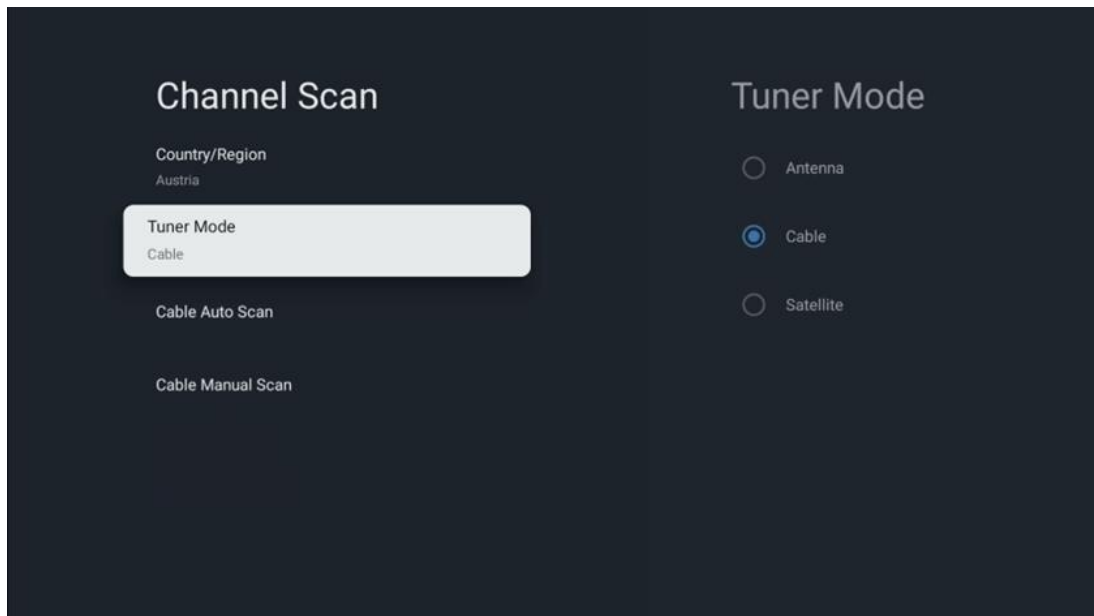 Channel Scan
Country/Region
Austria
Tuner Mode
Cable
Cable Auto Scan
Cable Manual Scan
Tuner Mode
Antenna
Cable
Satellite